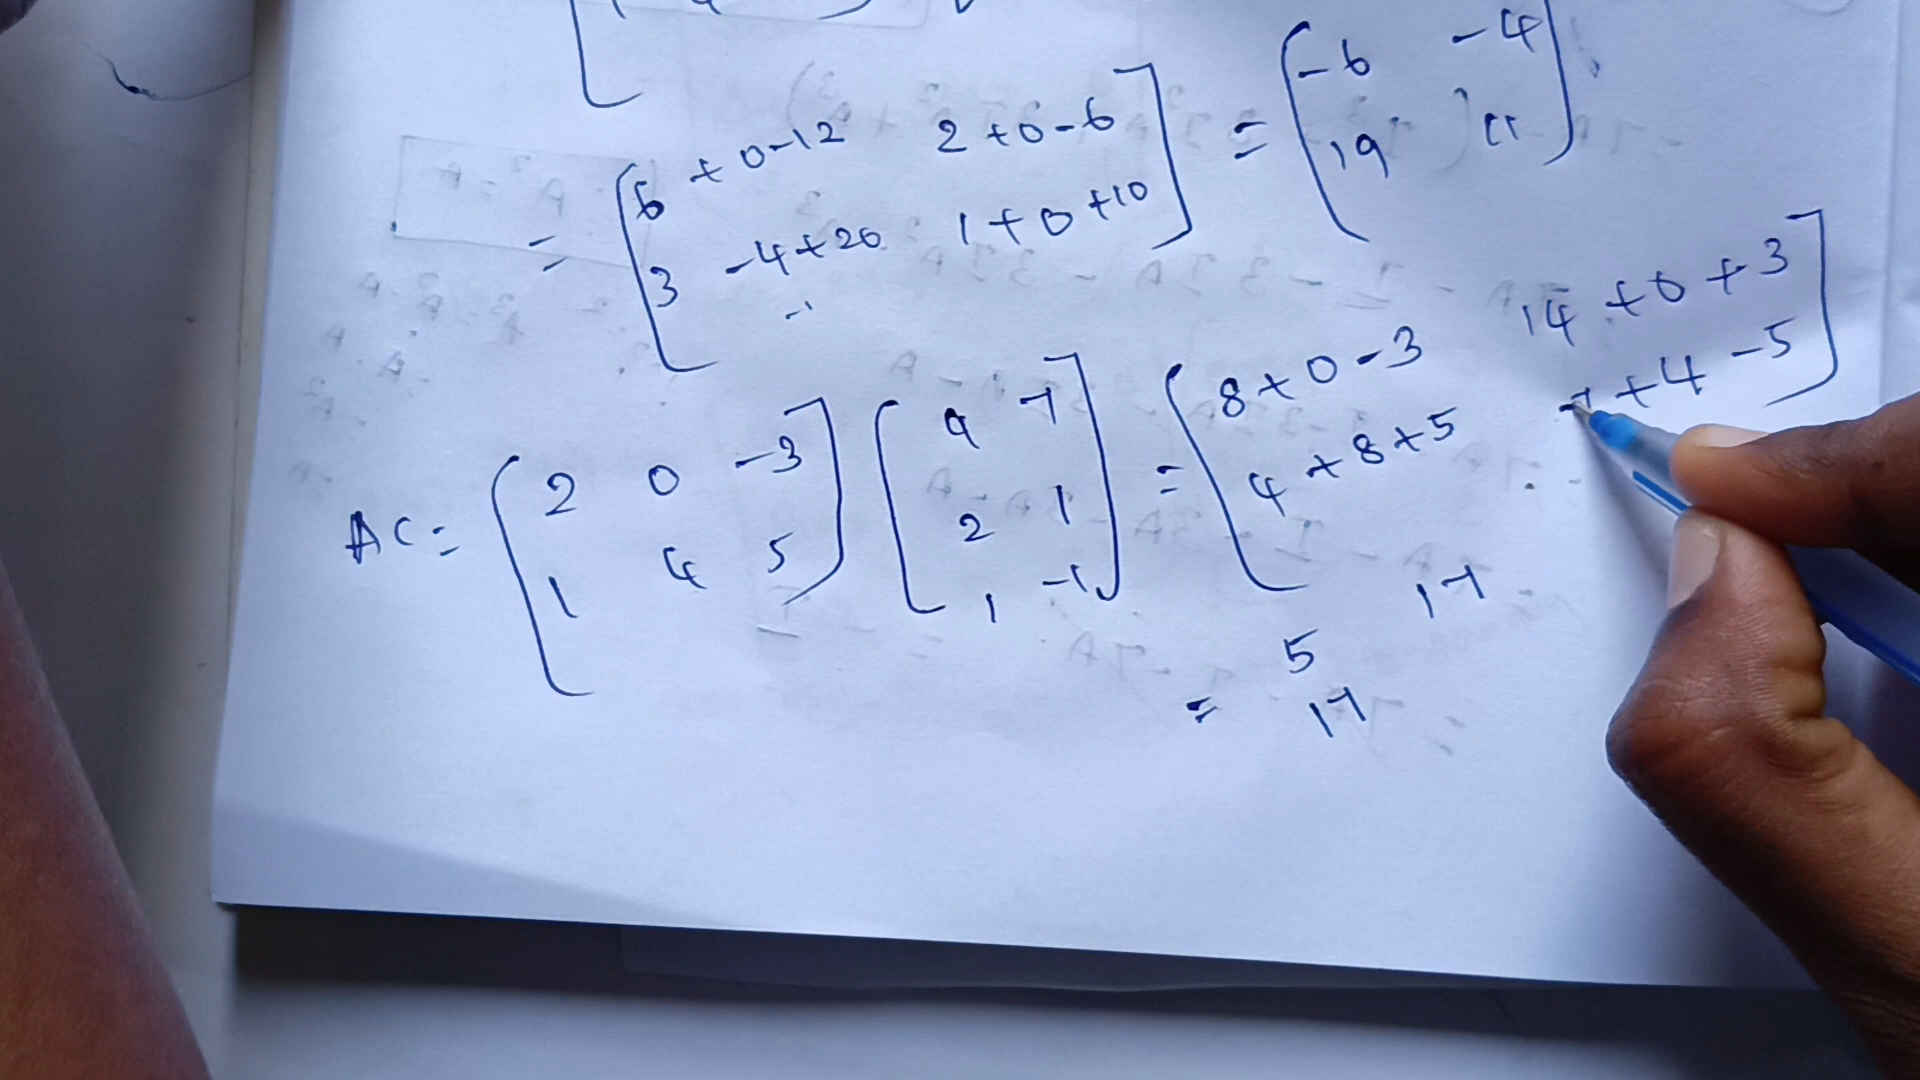 = [6 + 0-12 2 + 0 - 6] = [-6 -4
3 -4+20 1 + 0 +10] 19 11]
AC = [2 0 -3 [4 7 = [8 + 0 - 3 14 + 0 + 3
1 4 5] 2 1 4 + 8 + 5 7 + 4 - 5]
1 -1]
= 5 17
17